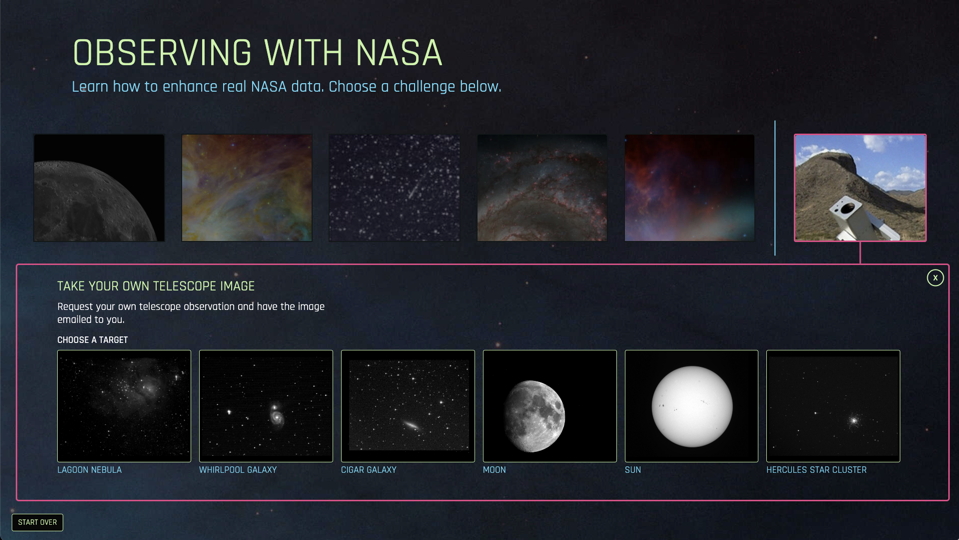 OBSERVING WITH NASA
Learn how to enhance real NASA data. Choose a challenge below.
TAKE YOUR OWN TELESCOPE IMAGE
X
Request your own telescope observation and have the image
emailed to you.
CHOOSE A TARGET
LAGOON NEBULA
WHIRLPOOL GALAXY
CIGAR GALAXY
MOON
SUN
HERCULES STAR CLUSTER
START OVER